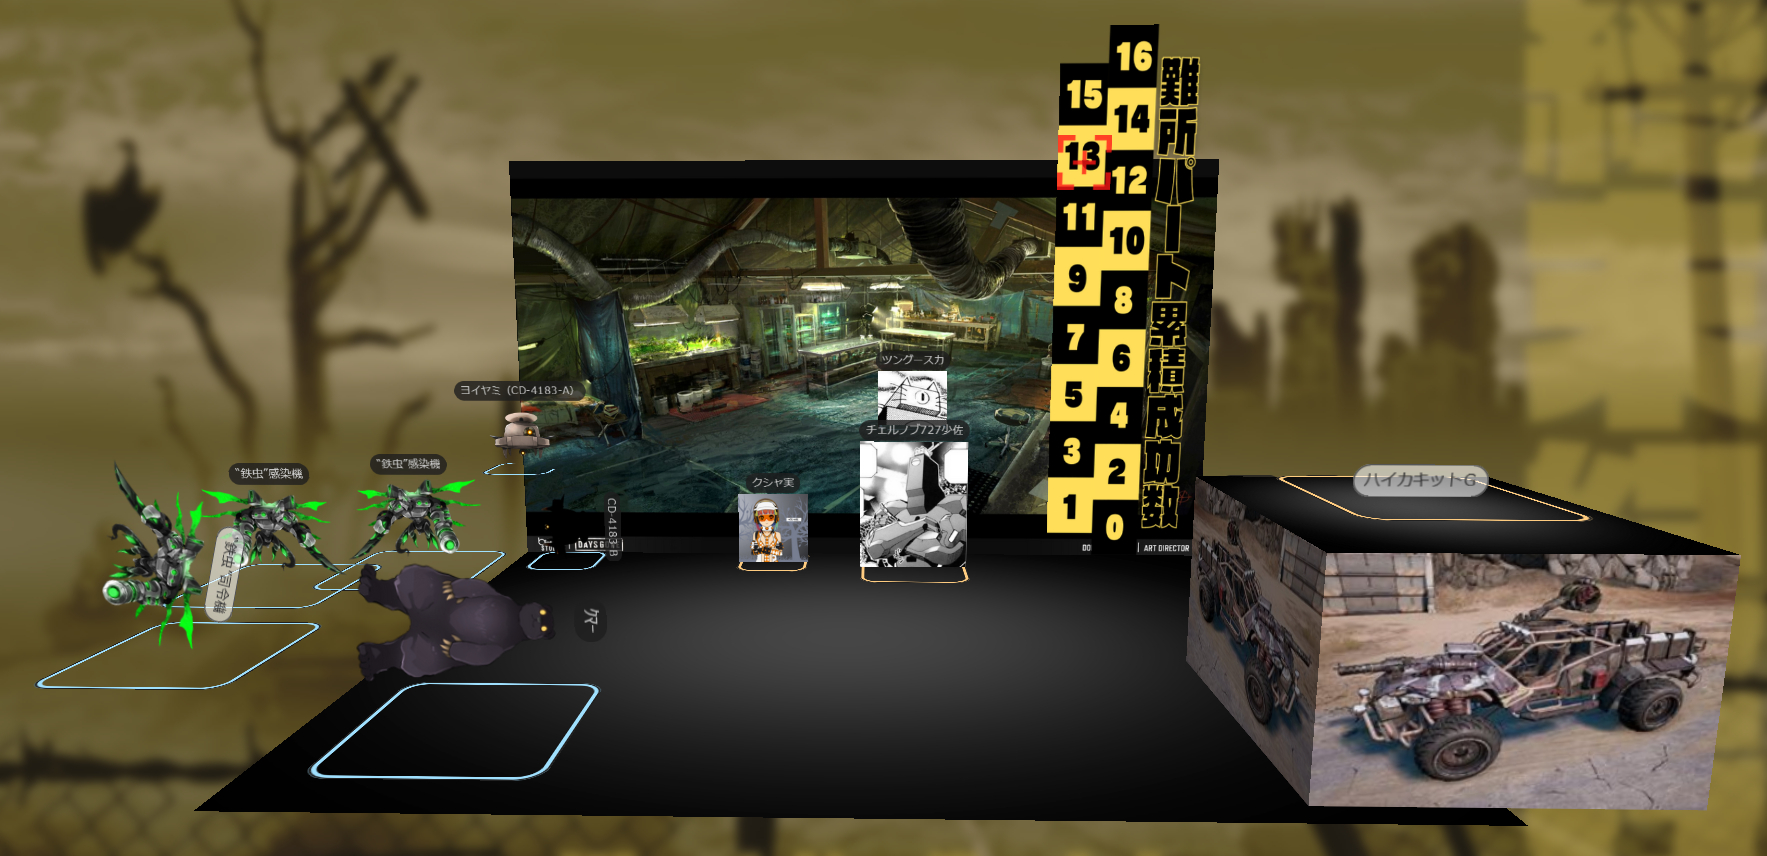 16
15
14
13
12
11
10
9
8
7
6
5
4
3
2
1
0
難所パート累積成功数
ツングースカ
ヨイヤミ（CD-4183-A）
チェルノブ727少佐
“鉄虫”感染機
“鉄虫”感染機
クシャ実
ハイカキットG
CD-4183-B
“鉄虫”司令機
DAYS G
DO
ART DIRECTOR